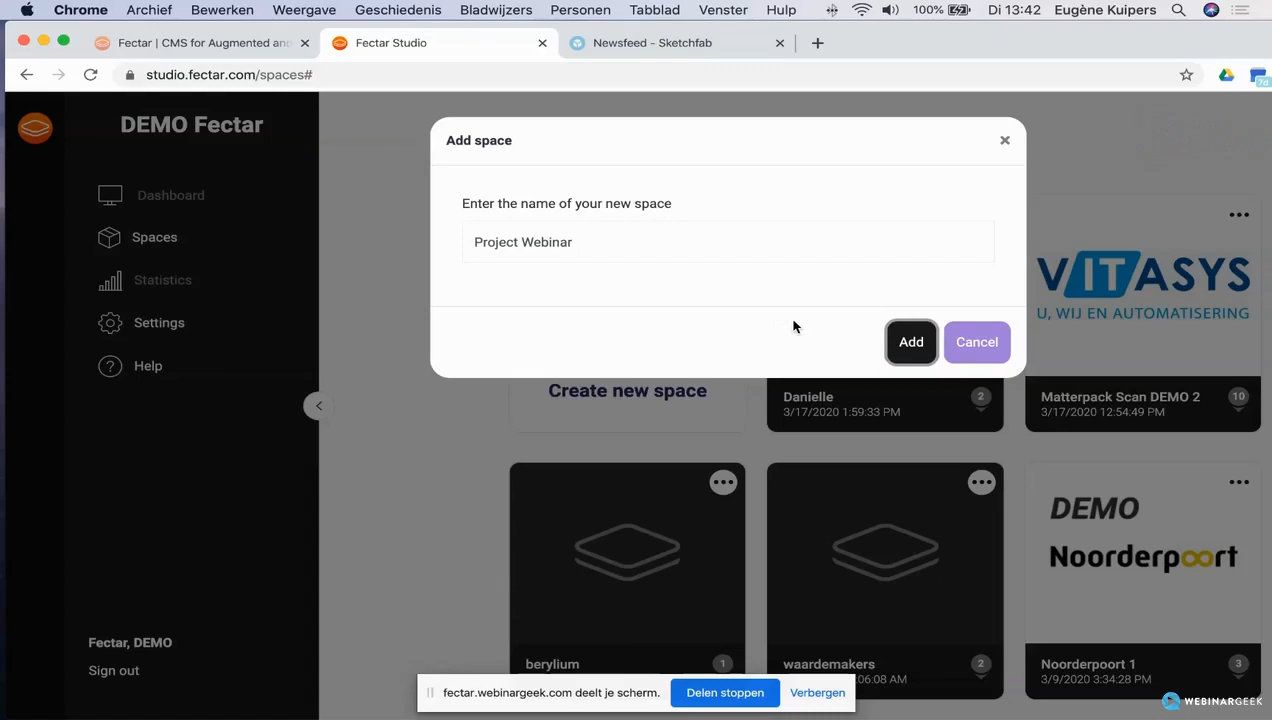 Chrome Archief Bewerken Weergave Geschiedenis Bladwijzers Personen Tabblad Venster Hulp 100% Di 13:42 Eugène Kuipers
Fectar | CMS for Augmented an
Fectar Studio
Newsfeed - Sketchfab
studio.fectar.com/spaces#
7d
DEMO Fectar
Dashboard
Spaces
Statistics
Settings
Help
Fectar, DEMO
Sign out
Add space
Enter the name of your new space
Project Webinar
Add
Cancel
Create new space
Danielle
2
3/17/2020 1:59:33 PM
VITASYS
U, WIJ EN AUTOMATISERING
Matterpack Scan DEMO 2
10
3/17/2020 12:54:49 PM
berylium
1
waardemakers
2
:06:08 AM
DEMO
Noorderpoort
Noorderpoort 1
3
3/9/2020 3:34:28 PM
fectar.webinargeek.com deelt je scherm.
Delen stoppen
Verbergen
WEBINARGEEK